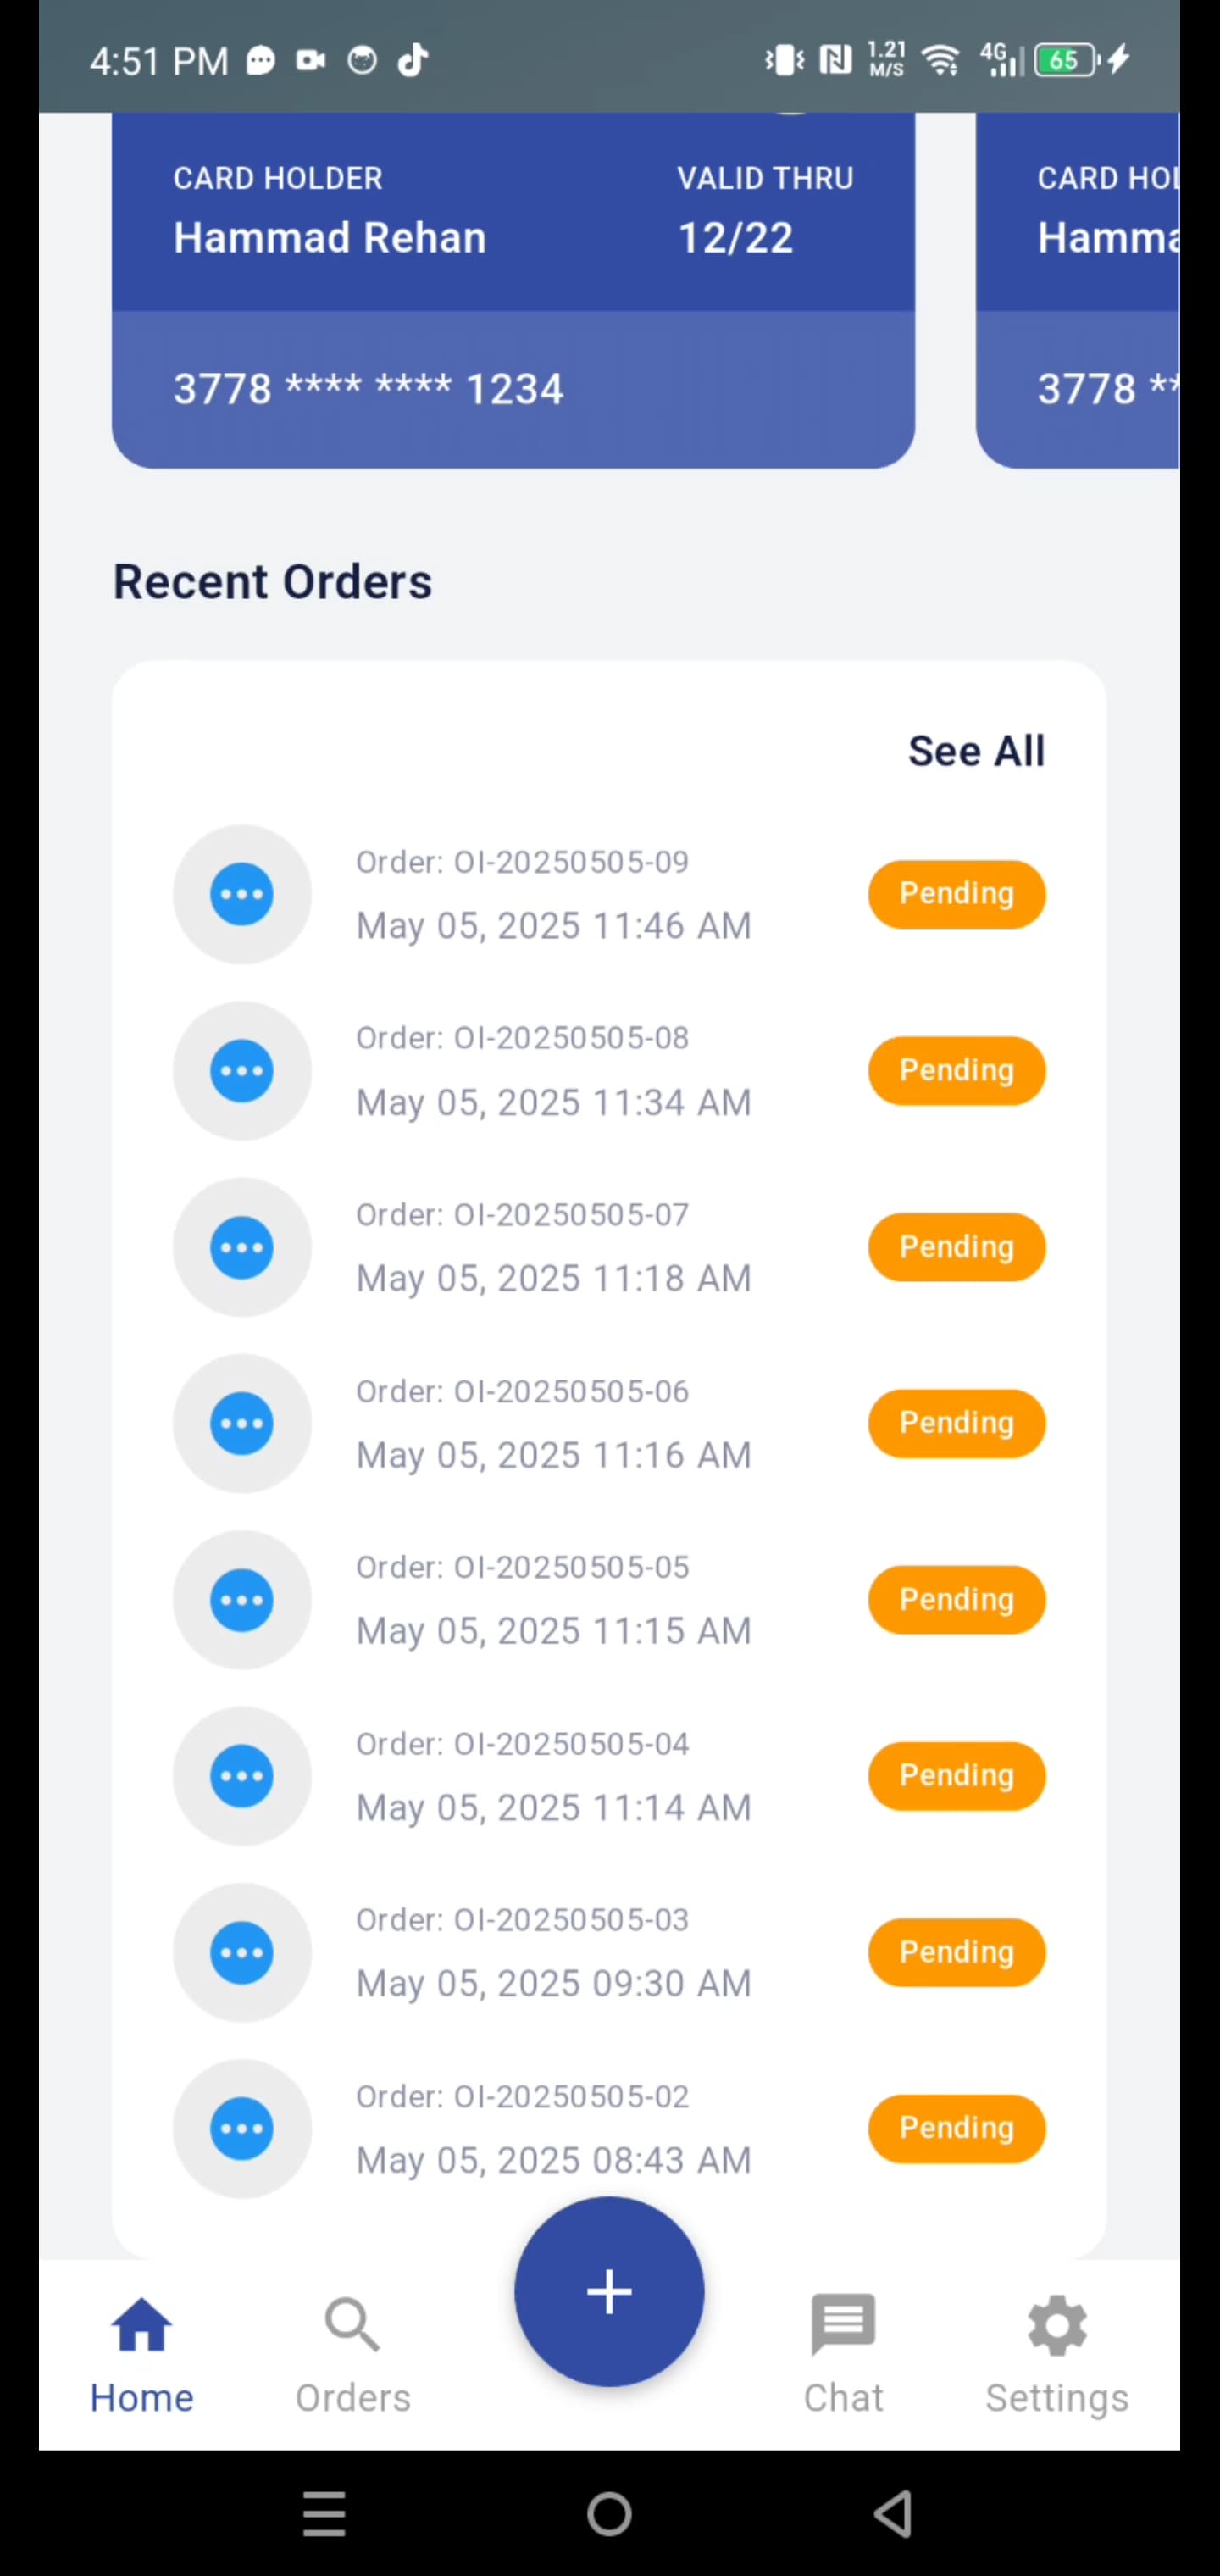 4:51 PM
1.21 M/S 4G 65
CARD HOLDER VALID THRU CARD HOL
Hammad Rehan 12/22 Hamma
3778 **** **** 1234 3778 **
Recent Orders
See All
Order: OI-20250505-09
May 05, 2025 11:46 AM
Pending
Order: OI-20250505-08
May 05, 2025 11:34 AM
Pending
Order: OI-20250505-07
May 05, 2025 11:18 AM
Pending
Order: OI-20250505-06
May 05, 2025 11:16 AM
Pending
Order: OI-20250505-05
May 05, 2025 11:15 AM
Pending
Order: OI-20250505-04
May 05, 2025 11:14 AM
Pending
Order: OI-20250505-03
May 05, 2025 09:30 AM
Pending
Order: OI-20250505-02
May 05, 2025 08:43 AM
Pending
Home Orders Chat Settings